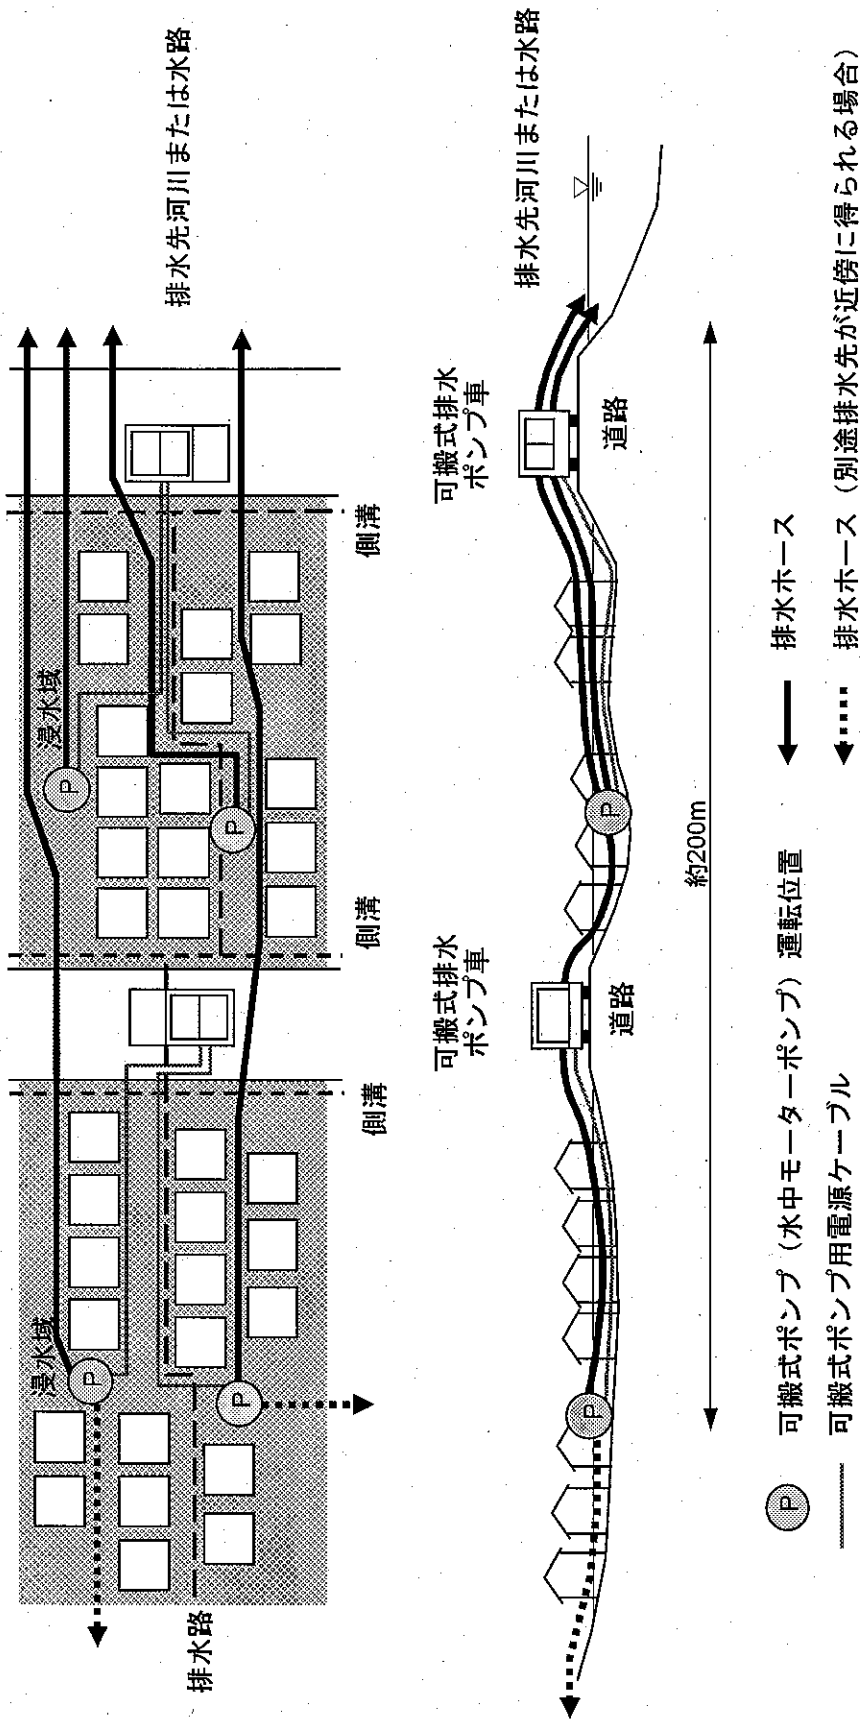 排水先河川または水路
浸水域
浸水域
側溝
側溝
側溝
排水路
P
P
P
P
可搬式排水
ポンプ車
可搬式排水
ポンプ車
排水先河川または水路
道路
道路
P
P
約200m
P 可搬式ポンプ（水中モーターポンプ）運転位置
排水ホース
可搬式ポンプ用電源ケーブル
排水ホース（別途排水先が近傍に得られる場合）